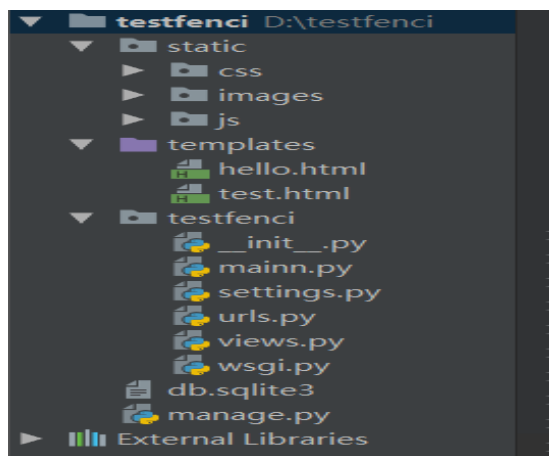 testfenci D:\testfenci
static
css
images
js
templates
hello.html
test.html
testfenci
__init__.py
mainn.py
settings.py
urls.py
views.py
wsgi.py
db.sqlite3
manage.py
External Libraries